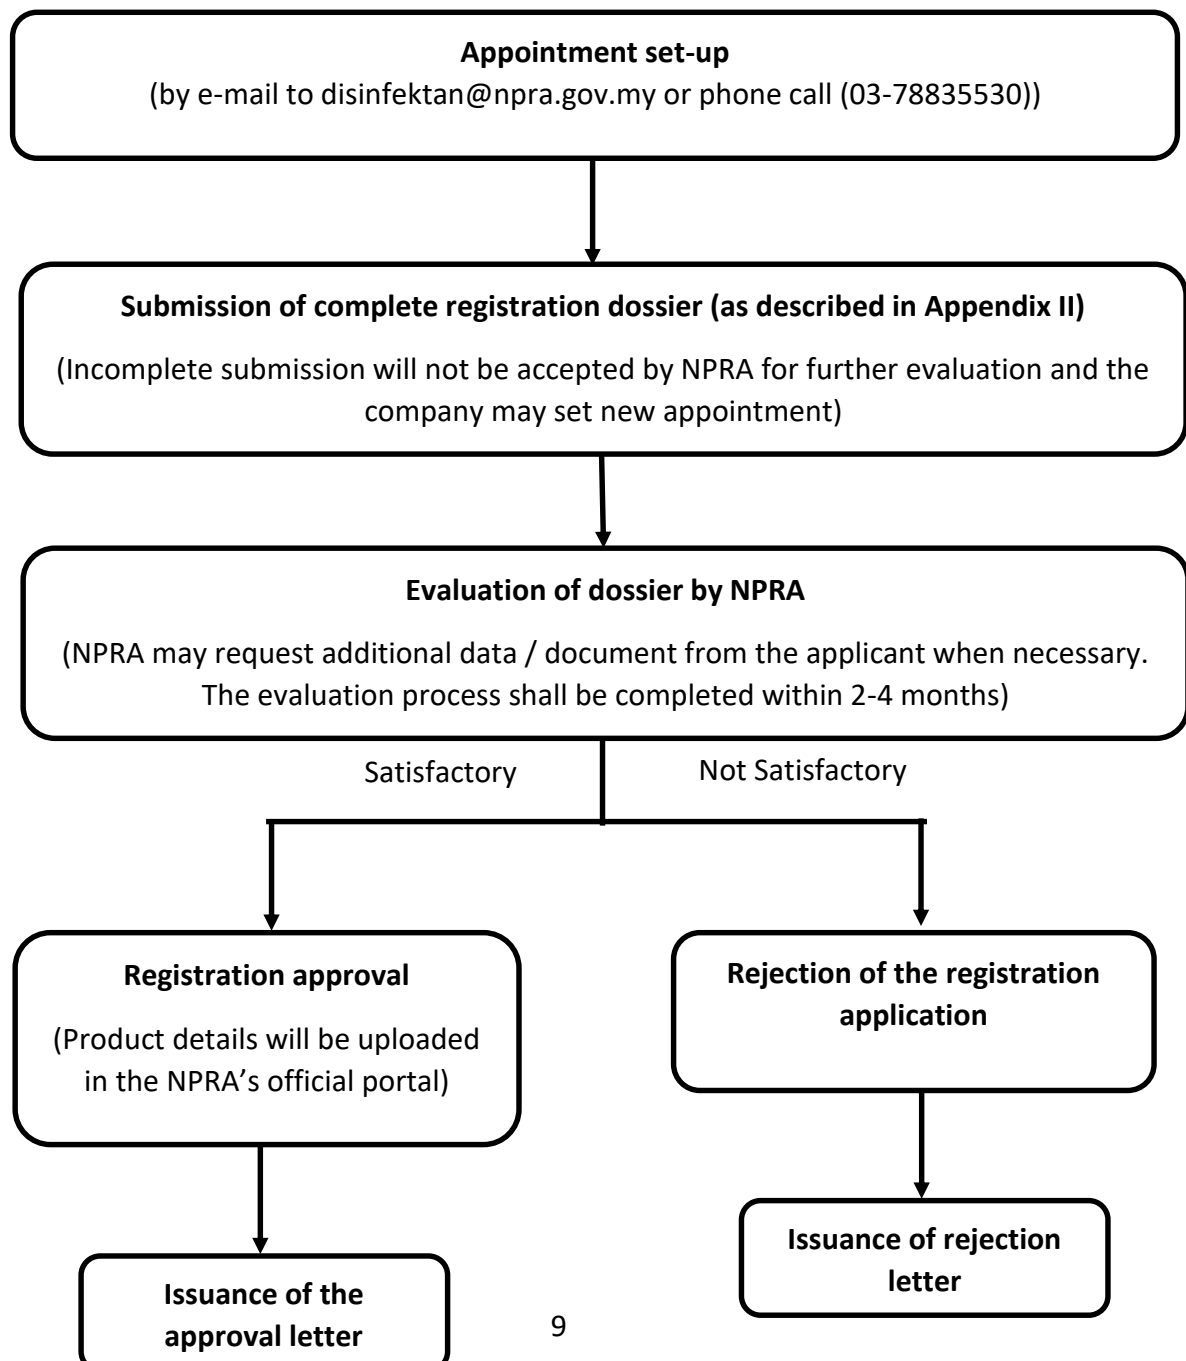 Appointment set-up
(by e-mail to disinfektan@npra.gov.my or phone call (03-78835530))
Submission of complete registration dossier (as described in Appendix II)
(Incomplete submission will not be accepted by NPRA for further evaluation and the
company may set new appointment)
Evaluation of dossier by NPRA
(NPRA may request additional data / document from the applicant when necessary.
The evaluation process shall be completed within 2-4 months)
Satisfactory
Not Satisfactory
Registration approval
(Product details will be uploaded
in the NPRA’s official portal)
Rejection of the registration
application
Issuance of the
approval letter
Issuance of rejection
letter
9